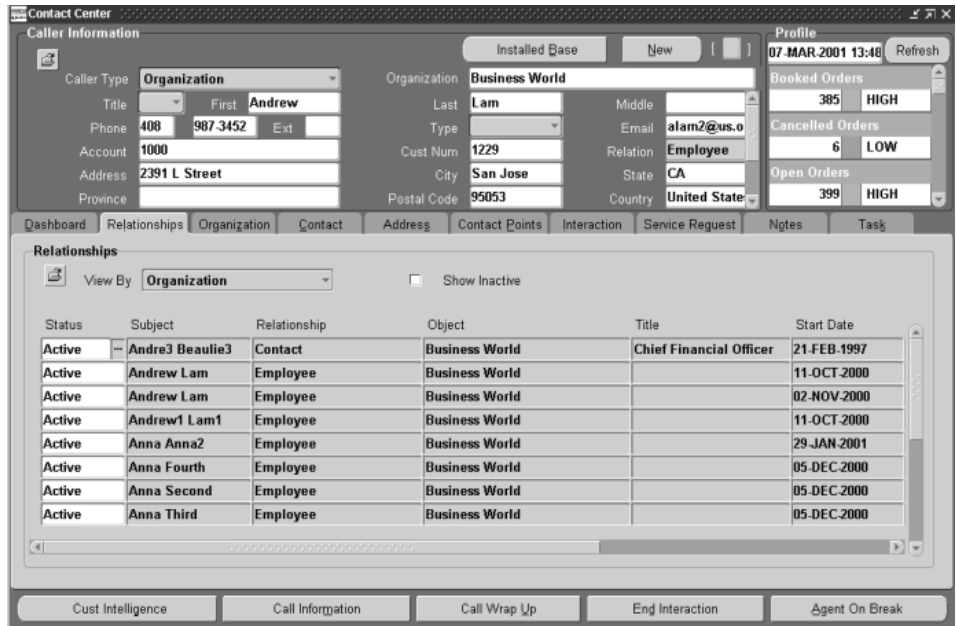 Contact Center
Caller Information
Profile
Installed Base
New
[ ]
07-MAR-2001 13:48
Refresh
Caller Type Organization
Organization Business World
Booked Orders
385 HIGH
Title First Andrew
Last Lam
Middle
Phone 408 987-3452 Ext
Type
Email alam2@us.o
Cancelled Orders
6 LOW
Account 1000
Cust Num 1229
Relation Employee
Address 2391 L Street
City San Jose
State CA
Open Orders
399 HIGH
Province
Postal Code 95053
Country United State
Dashboard Relationships Organization Contact Address Contact Points Interaction Service Request Notes Task
Relationships
View By Organization
Show Inactive
Status Subject Relationship Object Title Start Date
Active ... Andre3 Beaulie3 Contact Business World Chief Financial Officer 21-FEB-1997
Active Andrew Lam Employee Business World 11-OCT-2000
Active Andrew Lam Employee Business World 02-NOV-2000
Active Andrew1 Lam1 Employee Business World 11-OCT-2000
Active Anna Anna2 Employee Business World 29-JAN-2001
Active Anna Fourth Employee Business World 05-DEC-2000
Active Anna Second Employee Business World 05-DEC-2000
Active Anna Third Employee Business World 05-DEC-2000
Cust Intelligence Call Information Call Wrap Up End Interaction Agent On Break